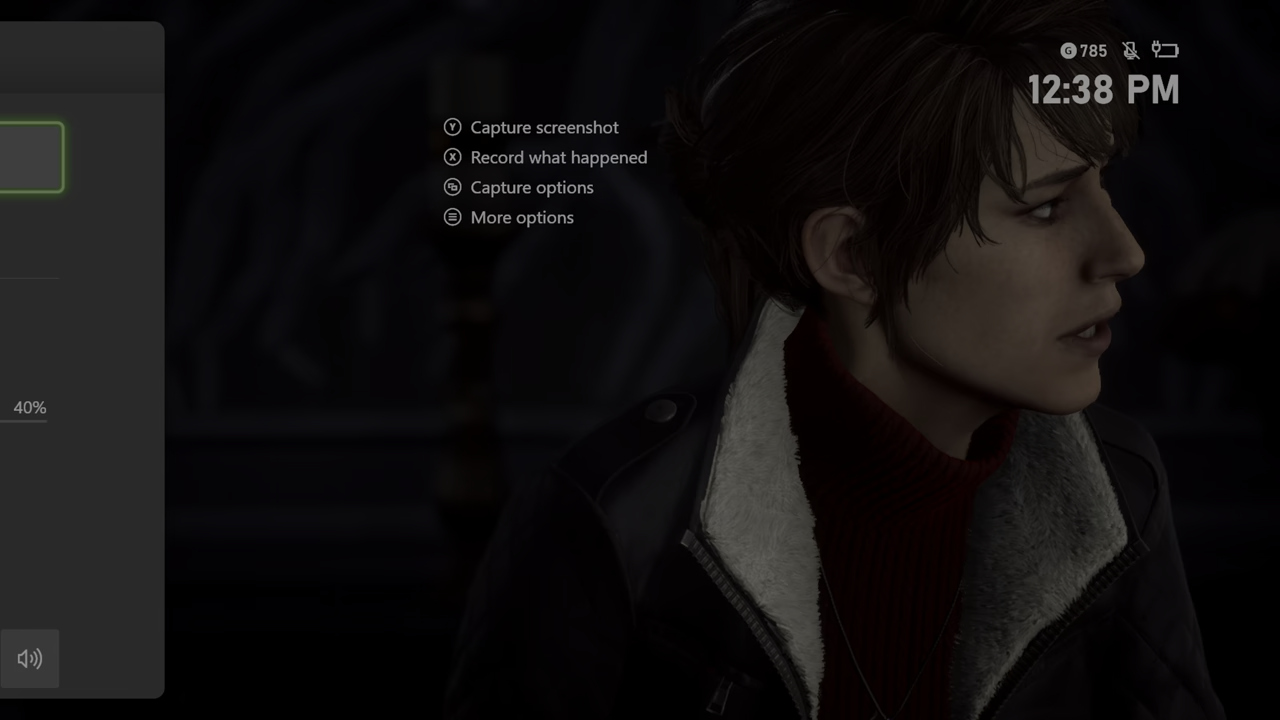 G 785
12:38 PM
Y Capture screenshot
X Record what happened
Capture options
More options
40%